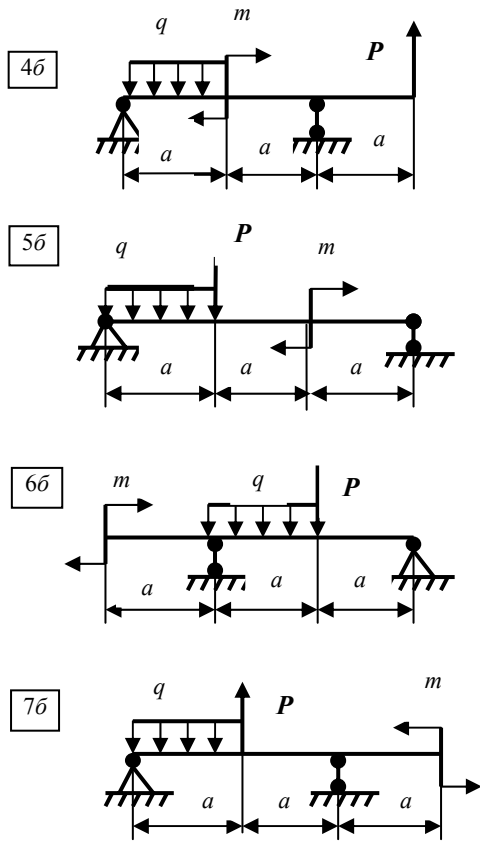 q m
4б P
a a a
5б q P m
a a a
6б m q P
a a a
7б q P m
a a a